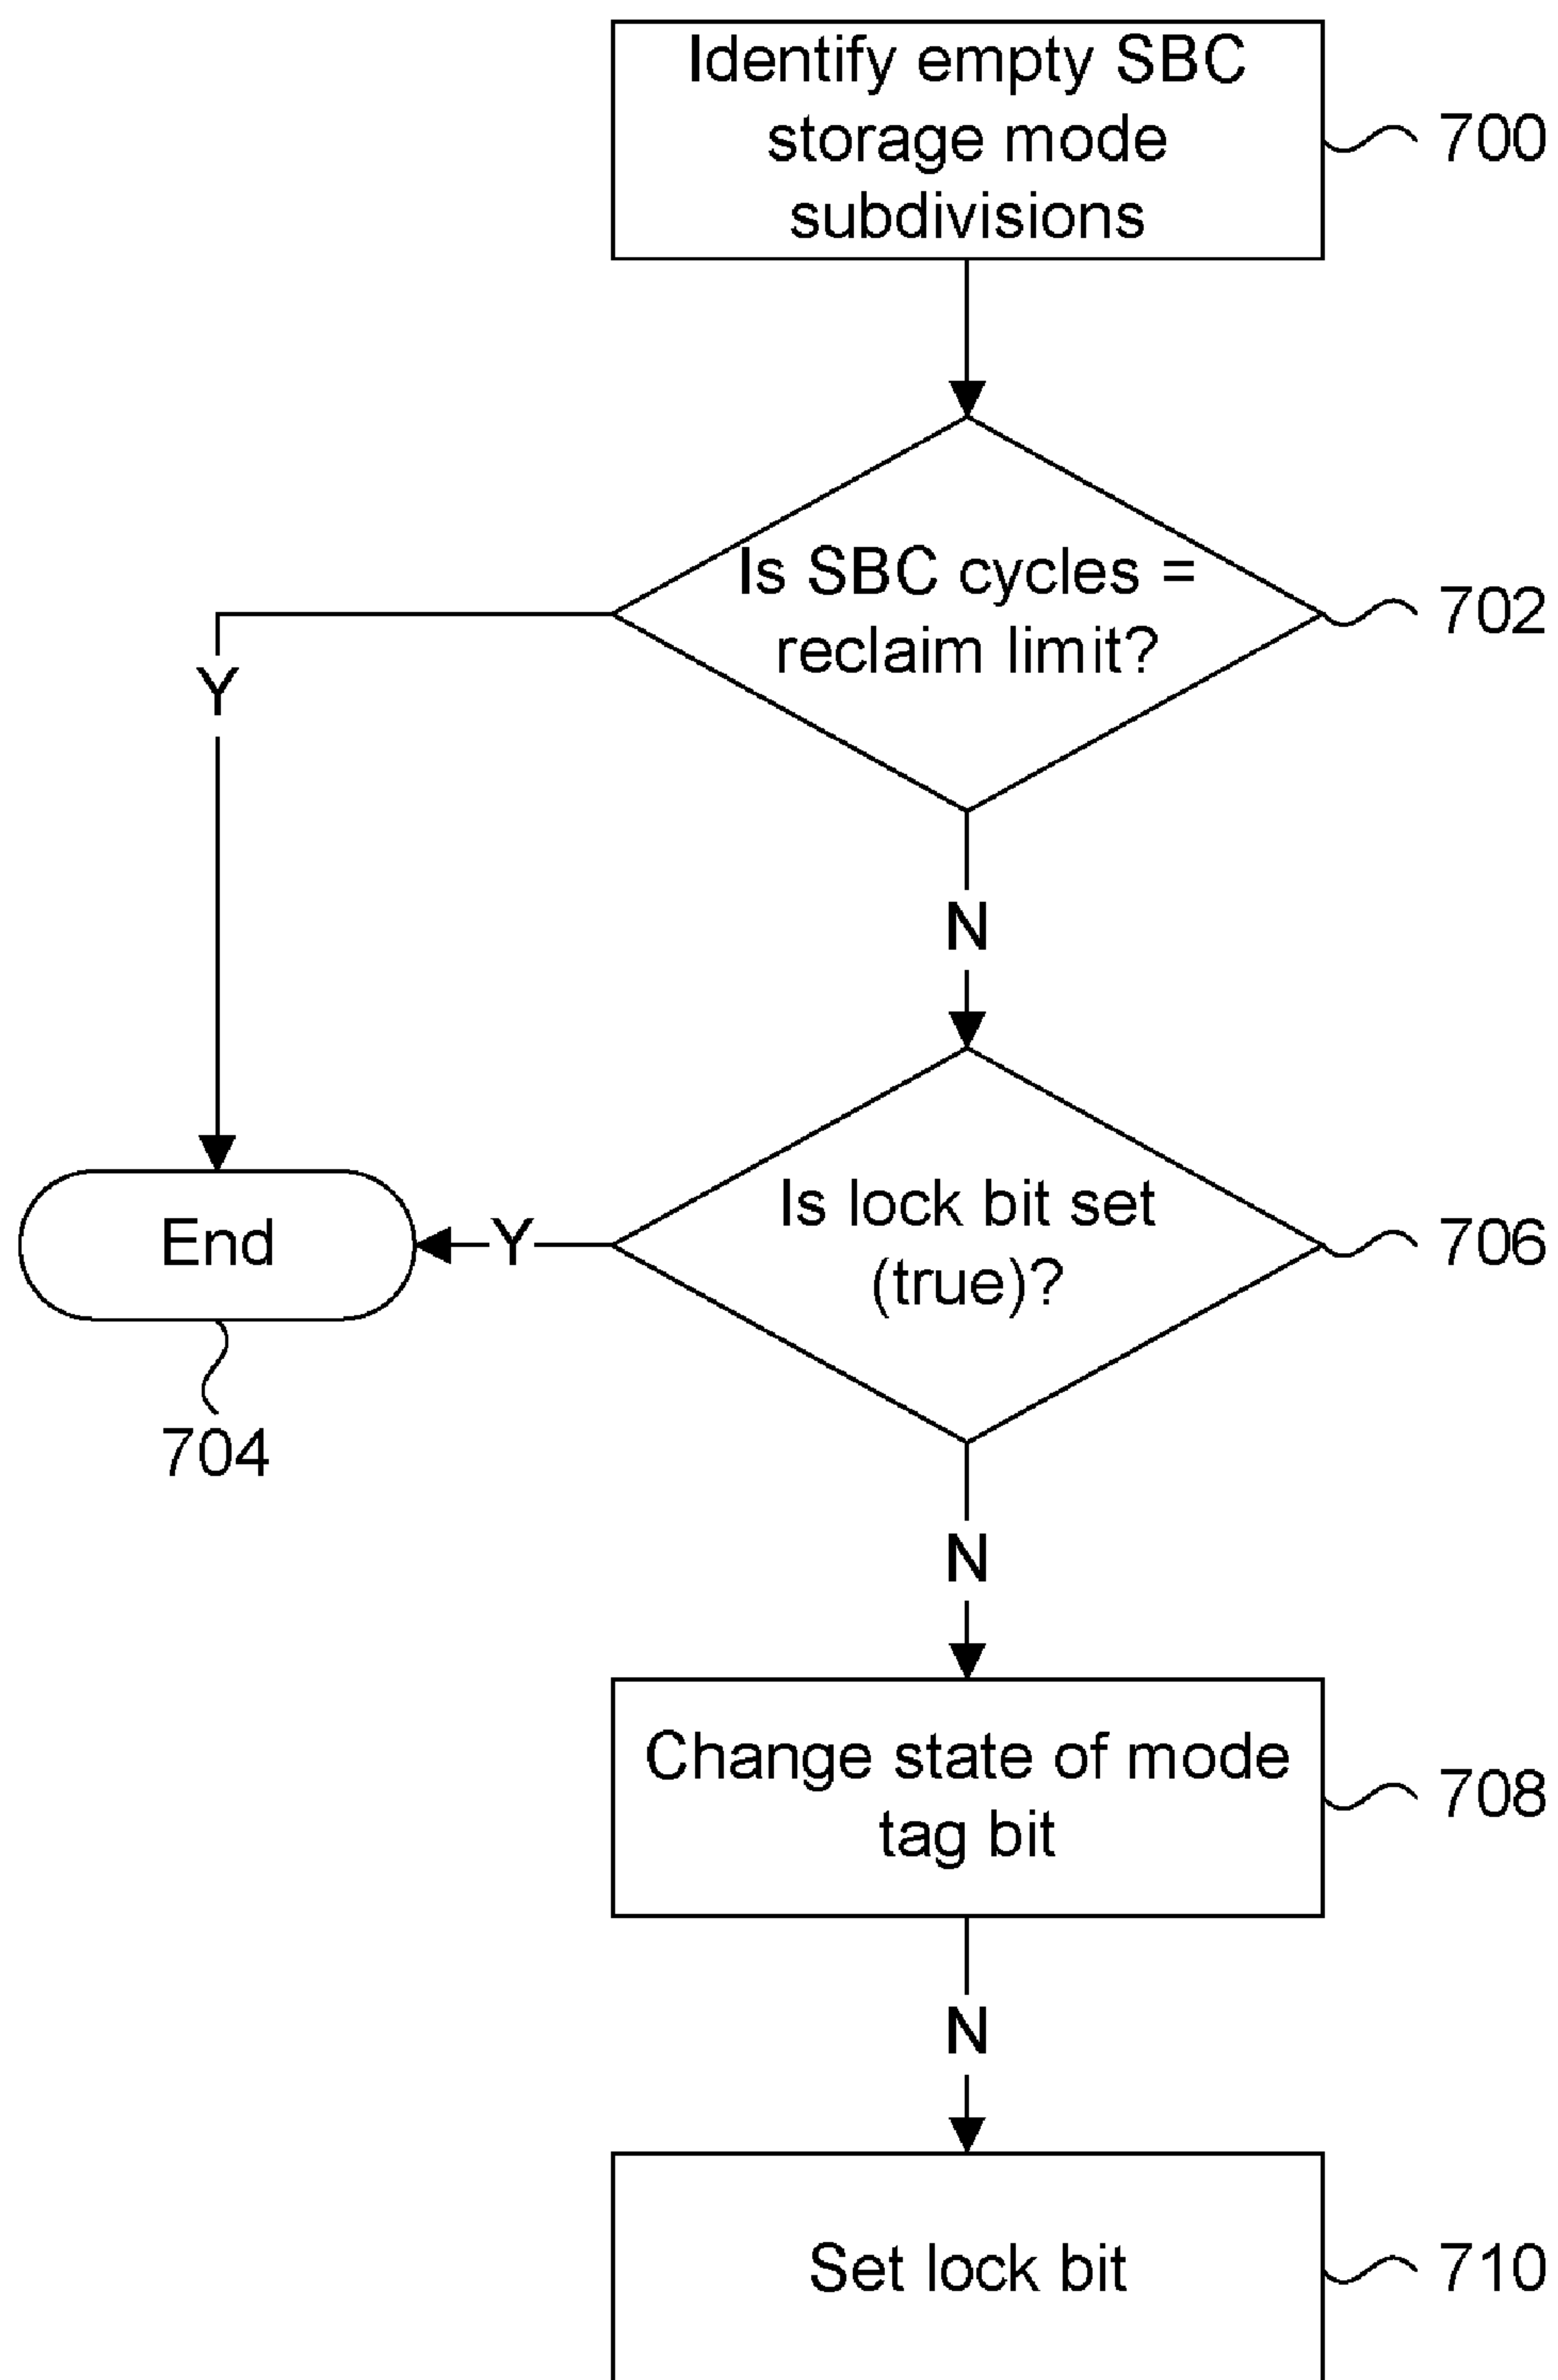 Identify empty SBC
storage mode
subdivisions
700
Is SBC cycles =
reclaim limit?
702
Y
N
Is lock bit set
(true)?
706
Y
End
704
N
Change state of mode
tag bit
708
N
Set lock bit
710